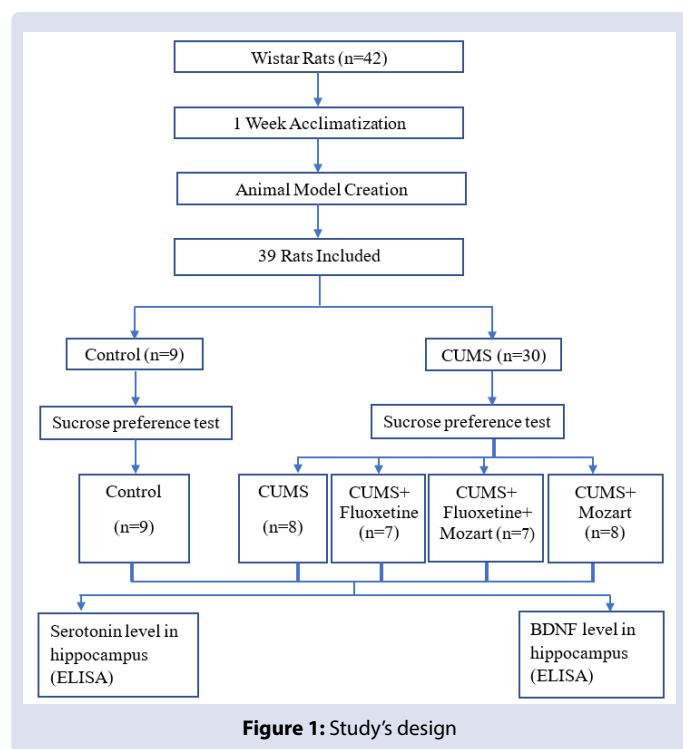 Wistar Rats (n=42)
1 Week Acclimatization
Animal Model Creation
39 Rats Included
Control (n=9)
CUMS (n=30)
Sucrose preference test
Sucrose preference test
Control
(n=9)
CUMS
(n=8)
CUMS+
Fluoxetine
(n=7)
CUMS+
Fluoxetine+
Mozart (n=7)
CUMS+
Mozart
(n=8)
Serotonin level in
hippocampus
(ELISA)
BDNF level in
hippocampus
(ELISA)
Figure 1: Study's design